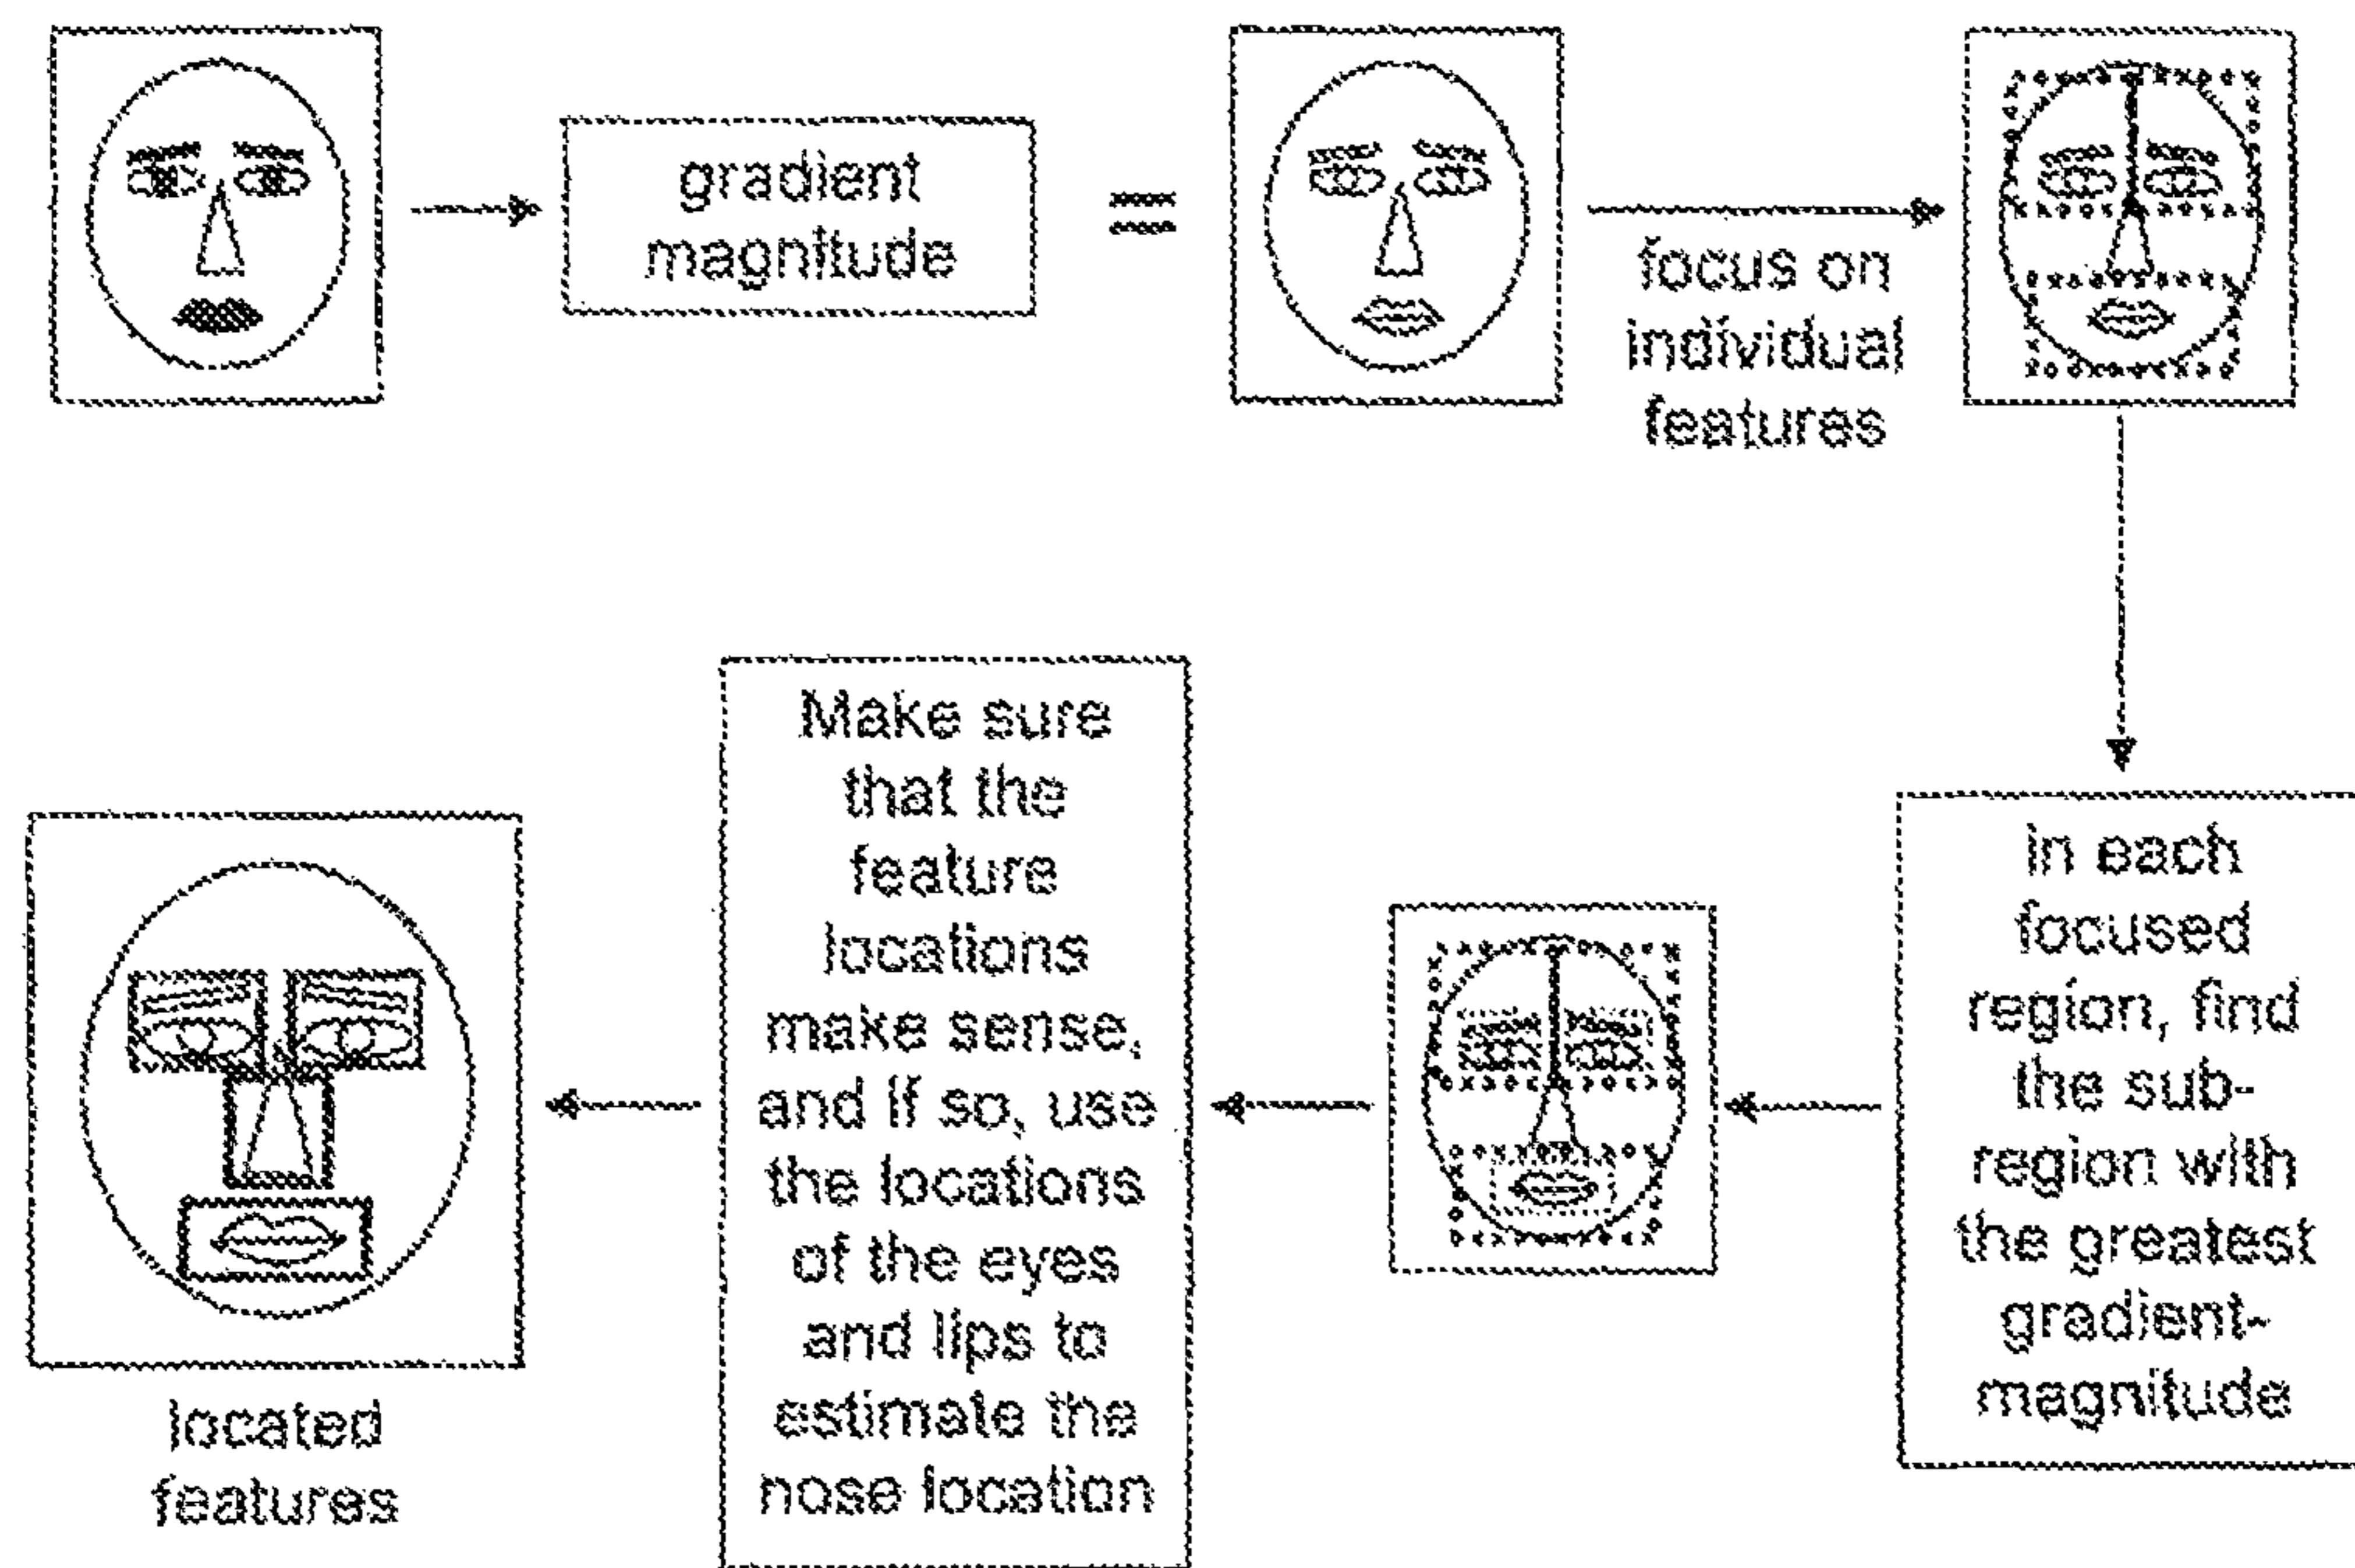 gradient
magnitude
=
focus on
individual
features
in each
focused
region, find
the sub-
region with
the greatest
gradient-
magnitude
Make sure
that the
feature
locations
make sense,
and if so, use
the locations
of the eyes
and lips to
estimate the
nose location
located
features